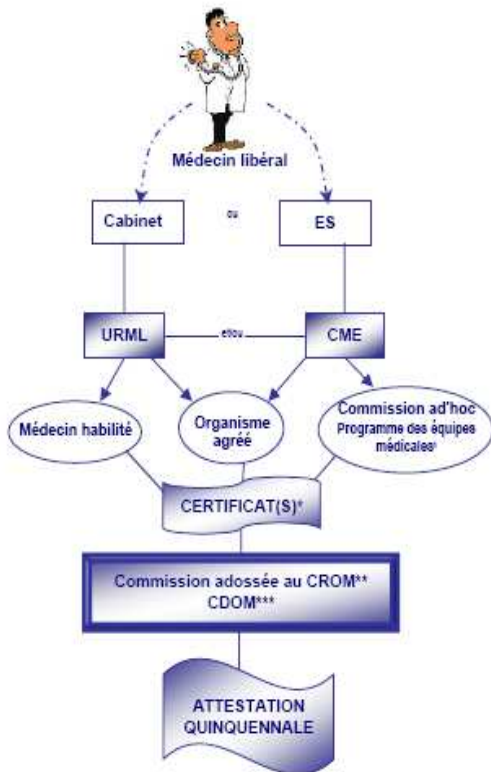 Médecin libéral
Cabinet
ou
ES
URML
et/ou
CME
Médecin habilité
Organisme
agréé
Commission ad'hoc
Programme des équipes
médicales
CERTIFICAT(S)*
Commission adossée au CROM**
CDOM***
ATTESTATION
QUINQUENNALE